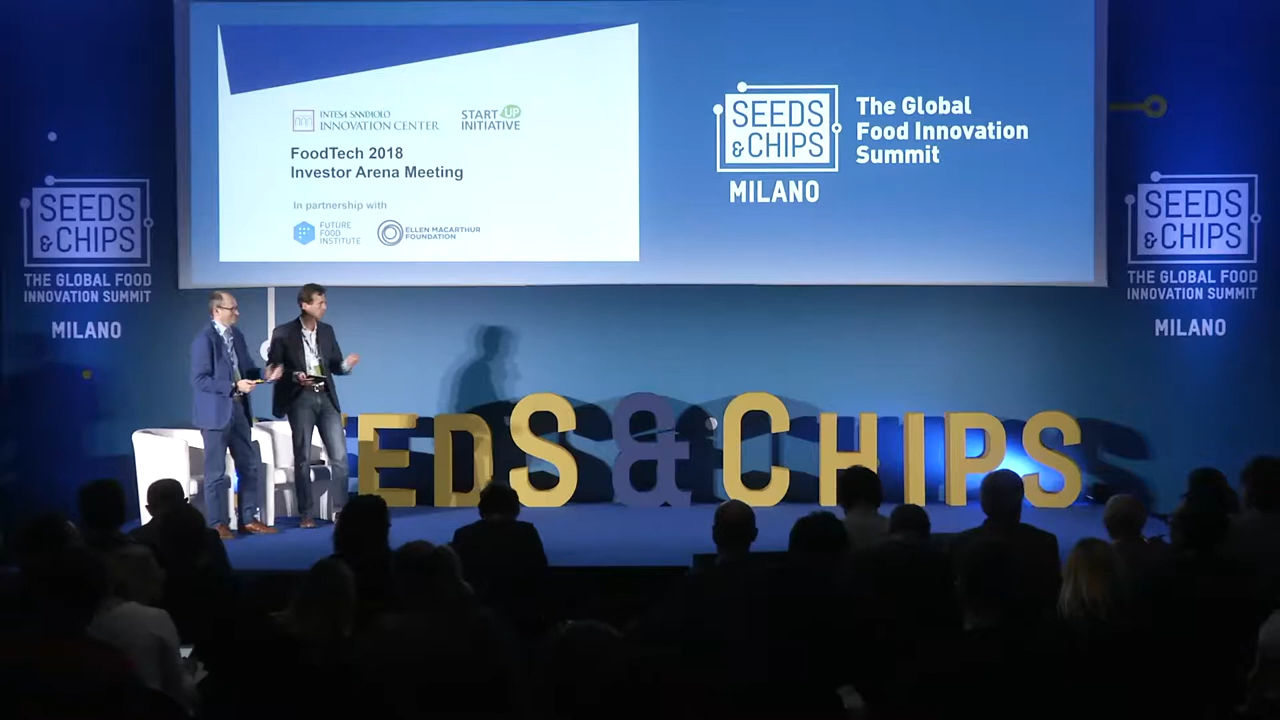 INTESA SANPAOLO
INNOVATION CENTER
START UP
INITIATIVE
FoodTech 2018
Investor Arena Meeting
In partnership with
FUTURE
FOOD
INSTITUTE
ELLEN MACARTHUR
FOUNDATION
SEEDS
& CHIPS
MILANO
The Global
Food Innovation
Summit
SEEDS
& CHIPS
THE GLOBAL FOOD
INNOVATION SUMMIT
MILANO
SEEDS
& CHIPS
THE GLOBAL FOOD
INNOVATION SUMMIT
MILANO
EDS & CHIPS